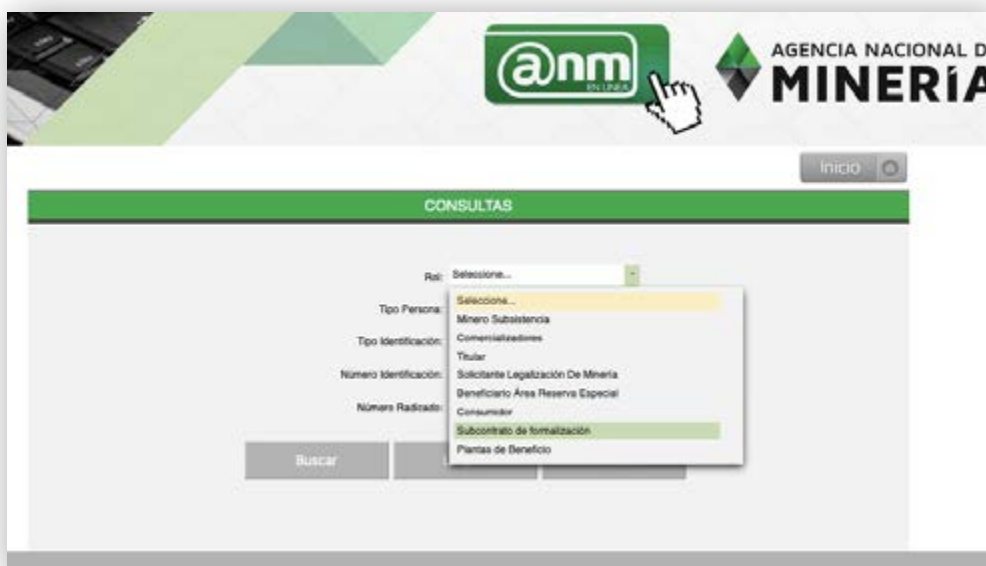 @nm
EN LINEA
AGENCIA NACIONAL D
MINERÍA
Inicio
CONSULTAS
Rol: Seleccione...
Seleccione...
Tipo Persona:
Minero Subsistencia
Comercializadores
Tipo Identificación:
Titular
Número Identificación:
Solicitante Legalización De Minería
Beneficiario Área Reserva Especial
Número Radicado:
Consumidor
Subcontrato de formalización
Plantas de Beneficio
Buscar